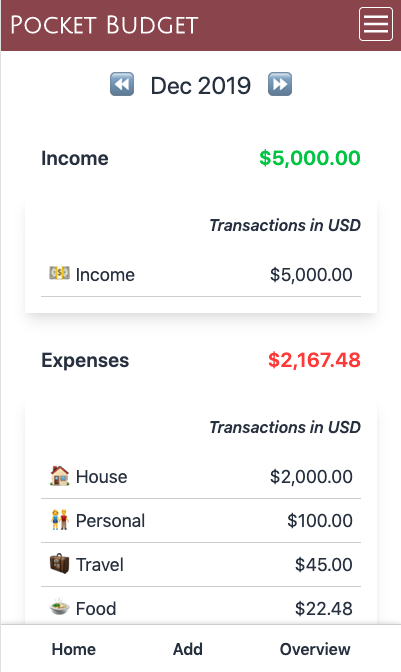 Pocket Budget
Dec 2019
Income $5,000.00
Transactions in USD
Income $5,000.00
Expenses $2,167.48
Transactions in USD
House $2,000.00
Personal $100.00
Travel $45.00
Food $22.48
Home Add Overview